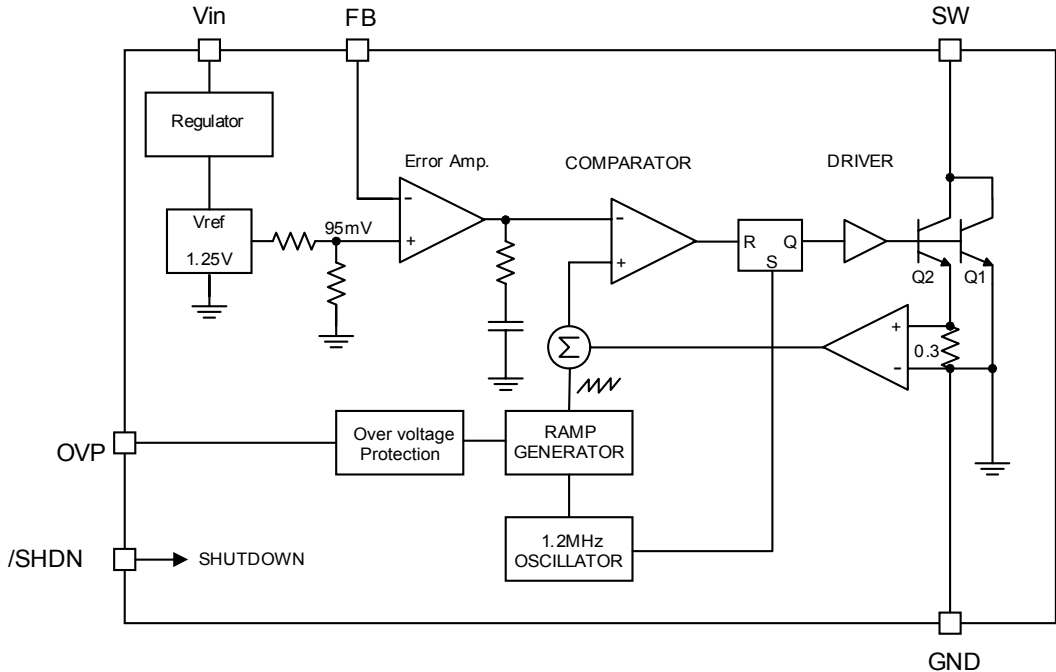 Vin
FB
SW
Regulator
Error Amp.
COMPARATOR
DRIVER
Vref
1.25V
95mV
-
+
-
+
R
Q
S
Q2
Q1
+
-
0.3
Σ
OVP
Over voltage
Protection
RAMP
GENERATOR
/SHDN
SHUTDOWN
1.2MHz
OSCILLATOR
GND